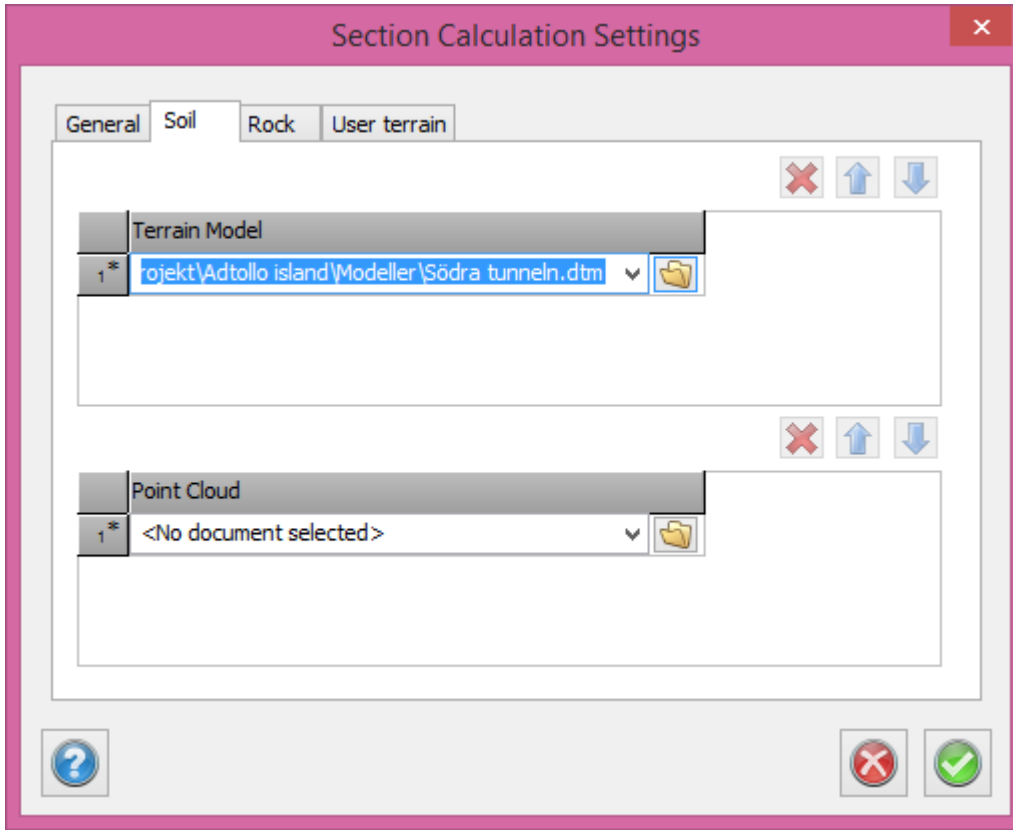 Section Calculation Settings
General Soil Rock User terrain
Terrain Model
1* rojekt\Adtollo island\Modeller\Södra tunneln.dtm
Point Cloud
1* <No document selected>